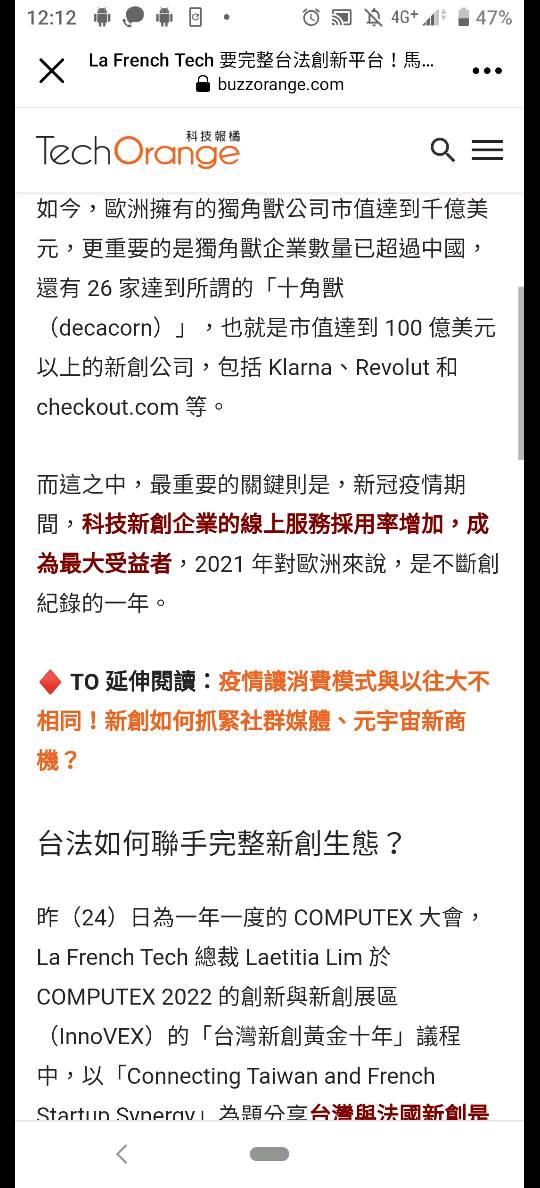 12:12
4G+
47%
La French Tech 要完整台法創新平台！馬...
buzzorange.com
科技報橘
TechOrange
如今，歐洲擁有的獨角獸公司市值達到千億美
元，更重要的是獨角獸企業數量已超過中國，
還有 26 家達到所謂的「十角獸
（decacorn）」，也就是市值達到 100 億美元
以上的新創公司，包括 Klarna、Revolut 和
checkout.com 等。
而這之中，最重要的關鍵則是，新冠疫情期
間，科技新創企業的線上服務採用率增加，成
為最大受益者，2021 年對歐洲來說，是不斷創
紀錄的一年。
TO 延伸閱讀：疫情讓消費模式與以往大不
相同！新創如何抓緊社群媒體、元宇宙新商
機？
台法如何聯手完整新創生態？
昨（24）日為一年一度的 COMPUTEX 大會，
La French Tech 總裁 Laetitia Lim 於
COMPUTEX 2022 的創新與新創展區
（InnoVEX）的「台灣新創黃金十年」議程
中，以「Connecting Taiwan and French
Startup Synergy」為題分享台灣與法國新創是